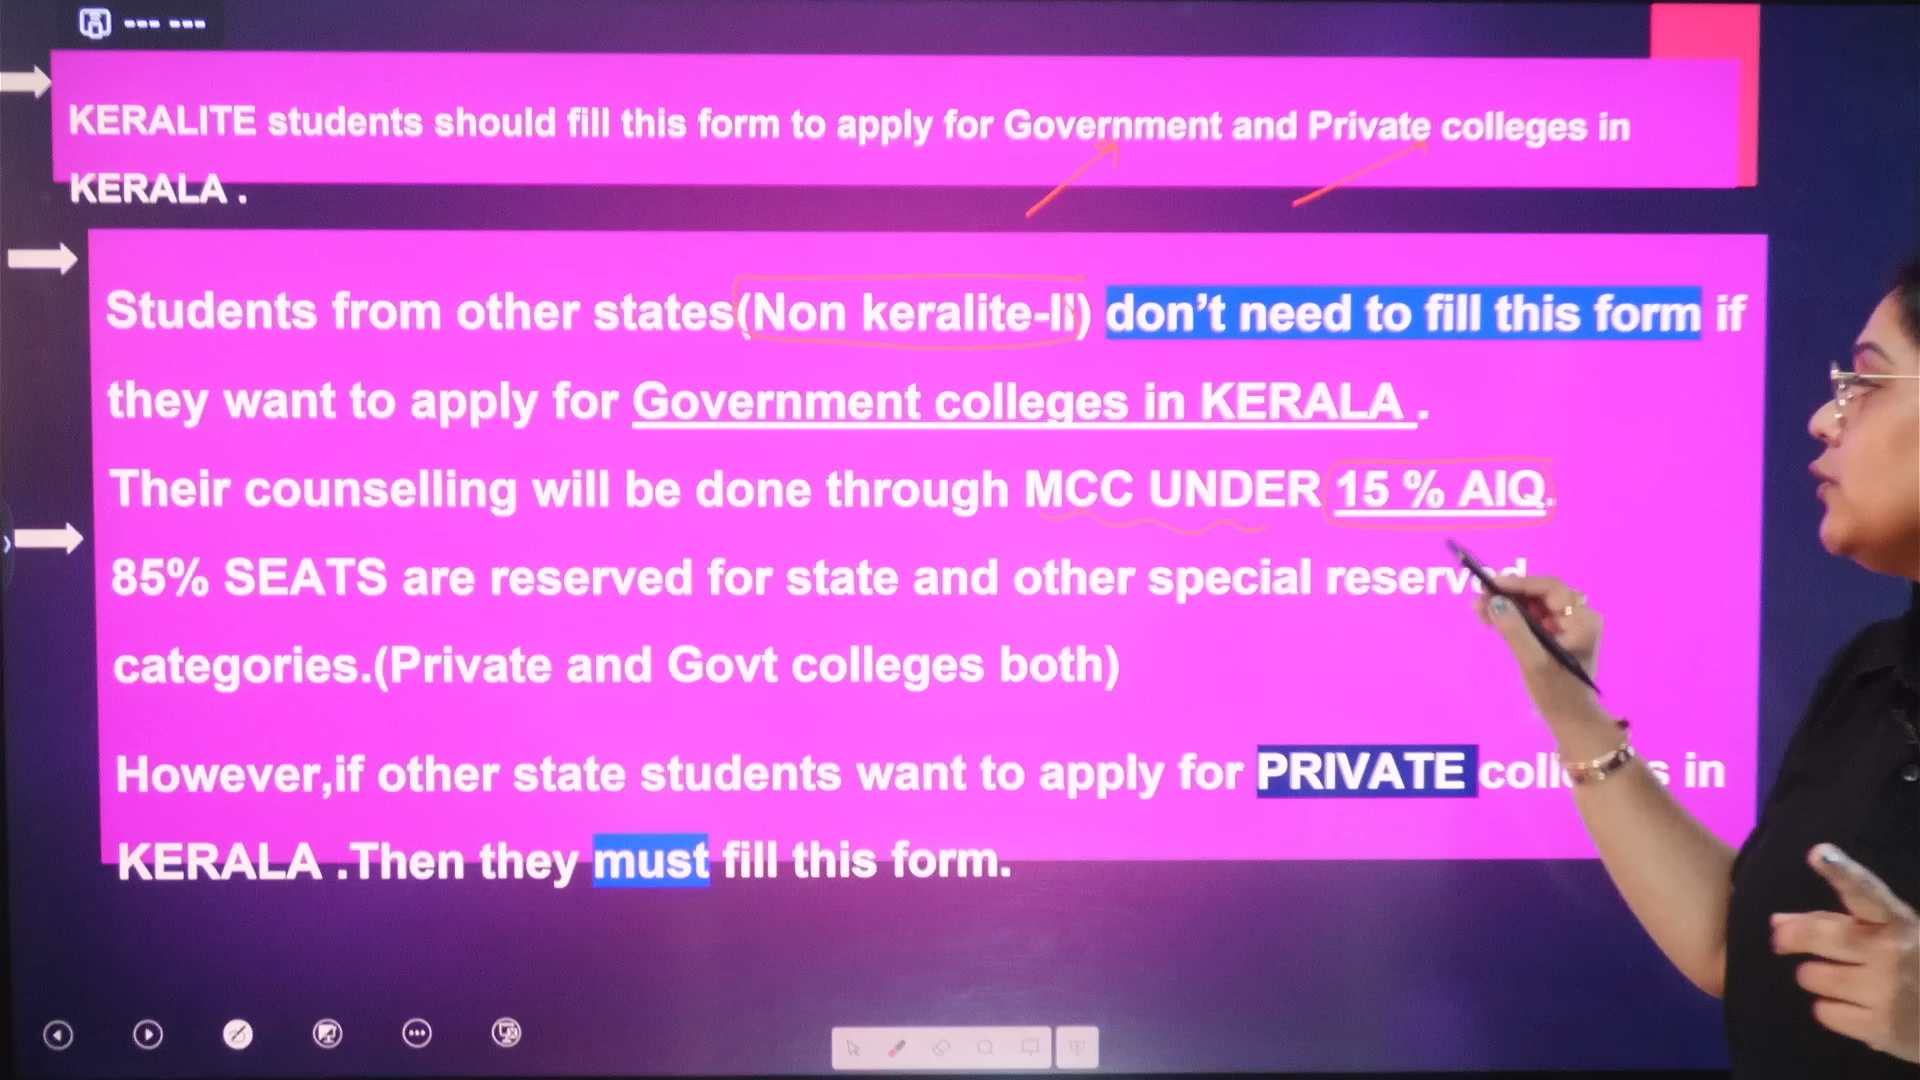 KERALITE students should fill this form to apply for Government and Private colleges in
KERALA .
Students from other states(Non keralite-II) don’t need to fill this form if
they want to apply for Government colleges in KERALA .
Their counselling will be done through MCC UNDER 15 % AIQ.
85% SEATS are reserved for state and other special reserved
categories.(Private and Govt colleges both)
However,if other state students want to apply for PRIVATE colleges in
KERALA .Then they must fill this form.